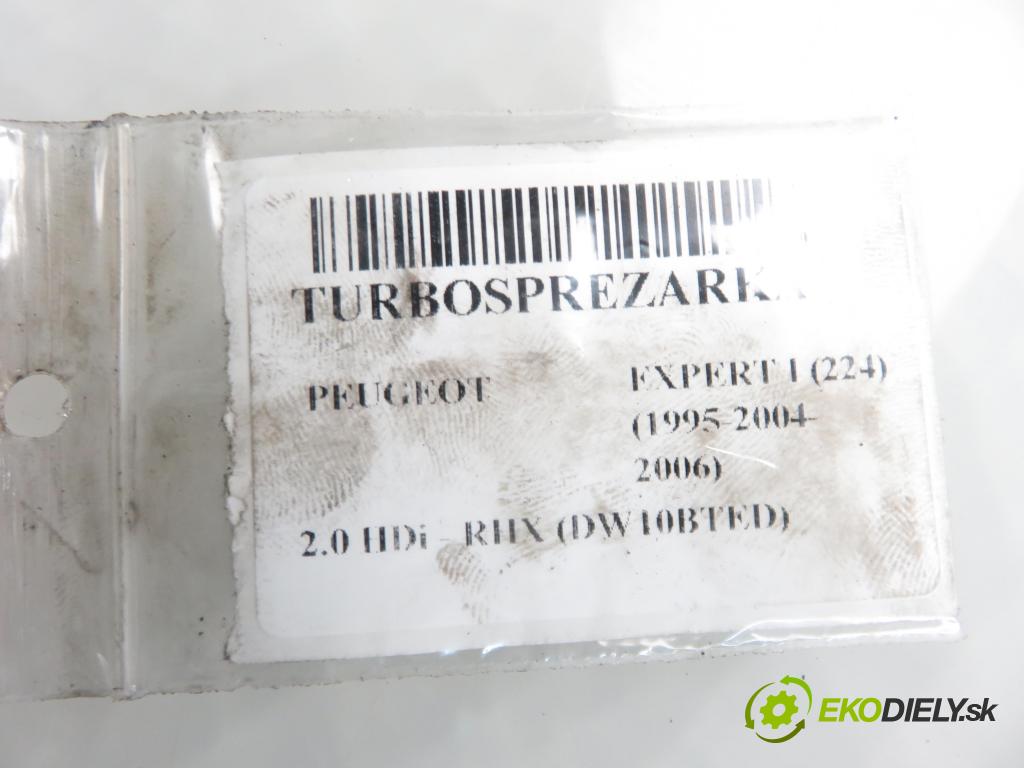 TURBOSPREZARKA
PEUGEOT
EXPERT I (224)
(1995-2004-
2006)
2.0 HDi - RHX (DW10BTED)
EKODIELY.sk